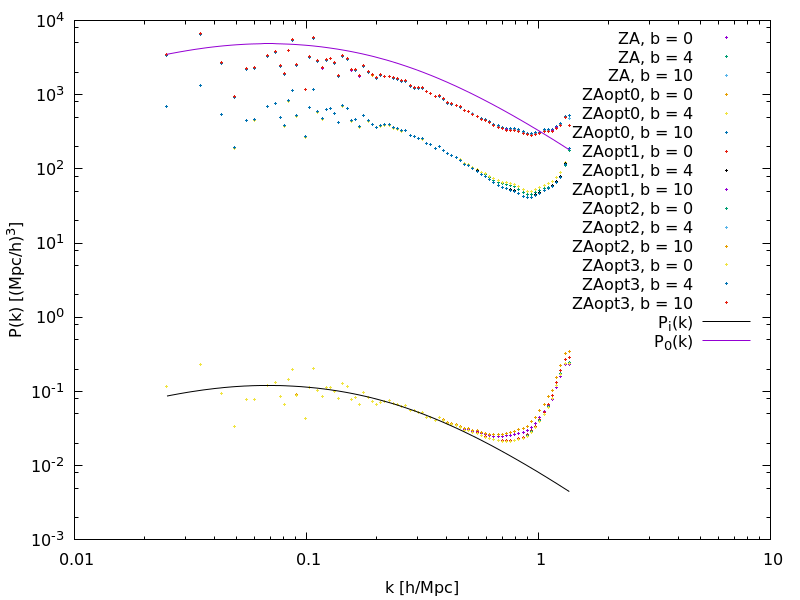 10^4
10^3
10^2
10^1
10^0
10^-1
10^-2
10^-3
P(k) [(Mpc/h)^3]
0.01
0.1
1
10
k [h/Mpc]
ZA, b = 0
ZA, b = 4
ZA, b = 10
ZAopt0, b = 0
ZAopt0, b = 4
ZAopt0, b = 10
ZAopt1, b = 0
ZAopt1, b = 4
ZAopt1, b = 10
ZAopt2, b = 0
ZAopt2, b = 4
ZAopt2, b = 10
ZAopt3, b = 0
ZAopt3, b = 4
ZAopt3, b = 10
P_i(k)
P_0(k)